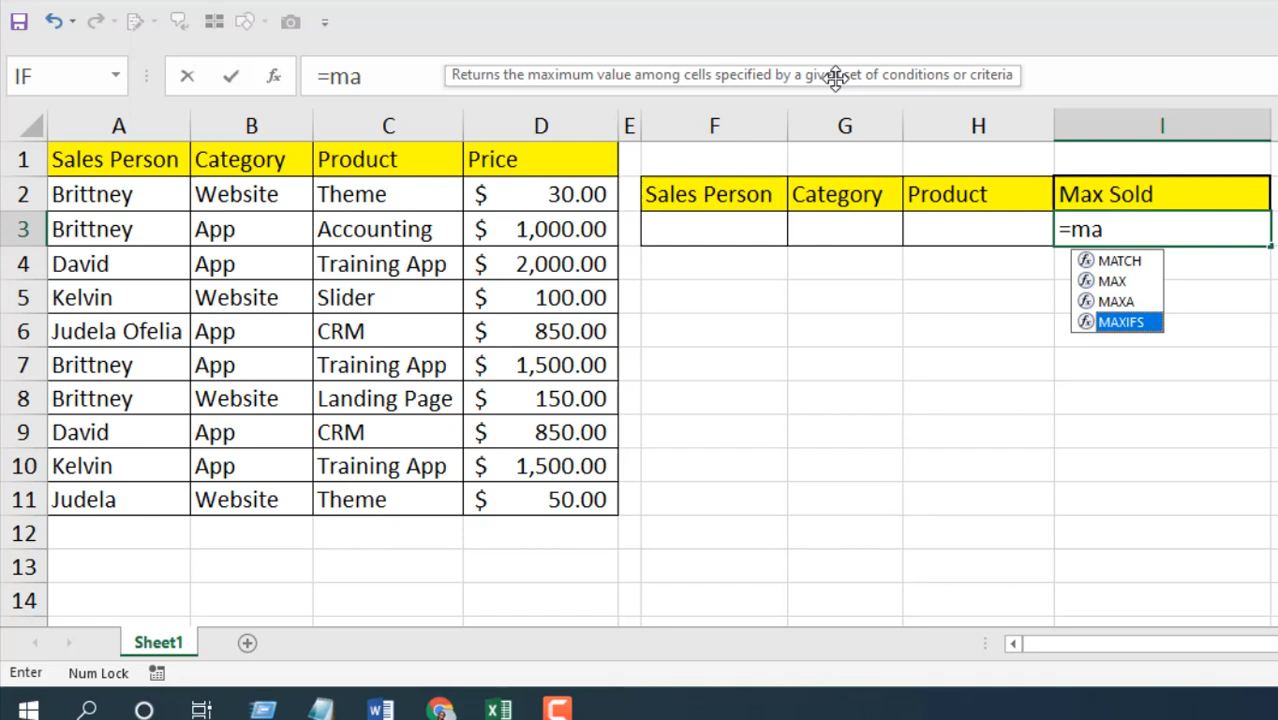 IF
=ma
Returns the maximum value among cells specified by a given set of conditions or criteria
A B C D E F G H I
1 Sales Person Category Product Price
2 Brittney Website Theme $ 30.00 Sales Person Category Product Max Sold
3 Brittney App Accounting $ 1,000.00 =ma
4 David App Training App $ 2,000.00 MATCH
MAX
5 Kelvin Website Slider $ 100.00 MAXA
MAXIFS
6 Judela Ofelia App CRM $ 850.00
7 Brittney App Training App $ 1,500.00
8 Brittney Website Landing Page $ 150.00
9 David App CRM $ 850.00
10 Kelvin App Training App $ 1,500.00
11 Judela Website Theme $ 50.00
12
13
14
Sheet1
Enter Num Lock